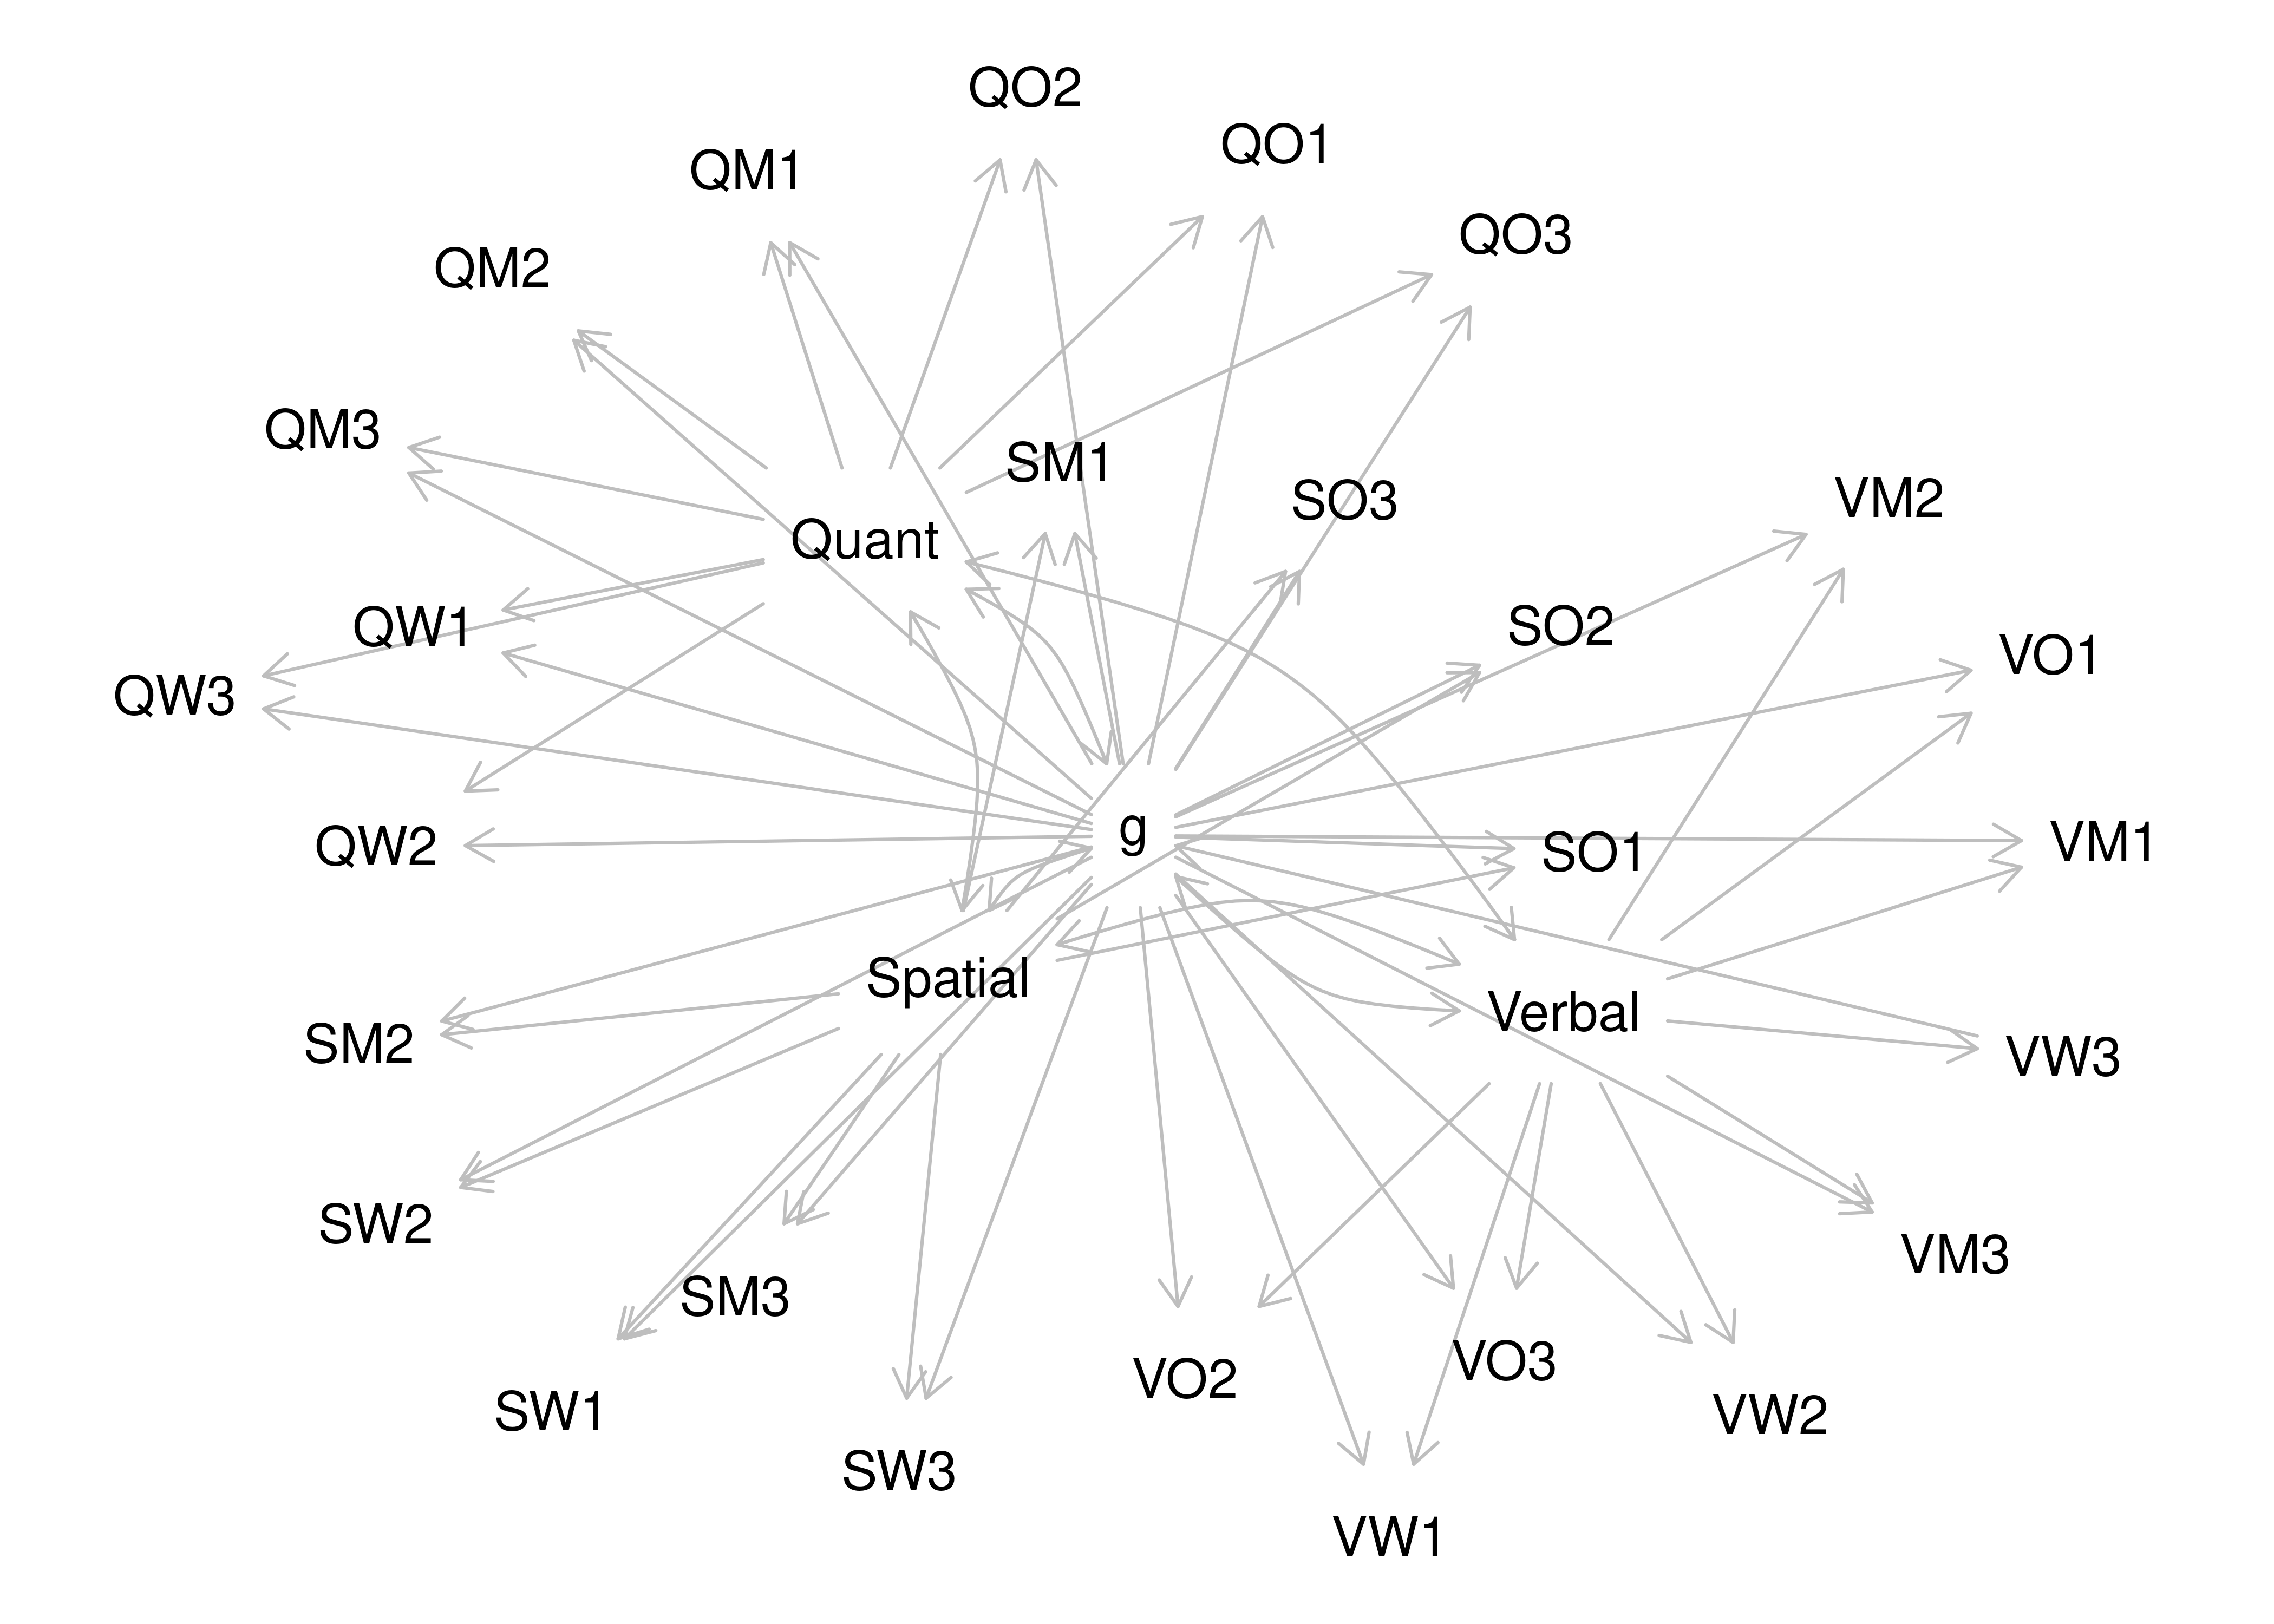 QO2
QO1
QM1
QO3
QM2
QM3
SM1
SO3
VM2
Quant
QW1
SO2
VO1
QW3
g
QW2
SO1
VM1
Spatial
Verbal
SM2
VW3
SW2
VM3
SM3
VO2
VO3
SW1
VW2
SW3
VW1